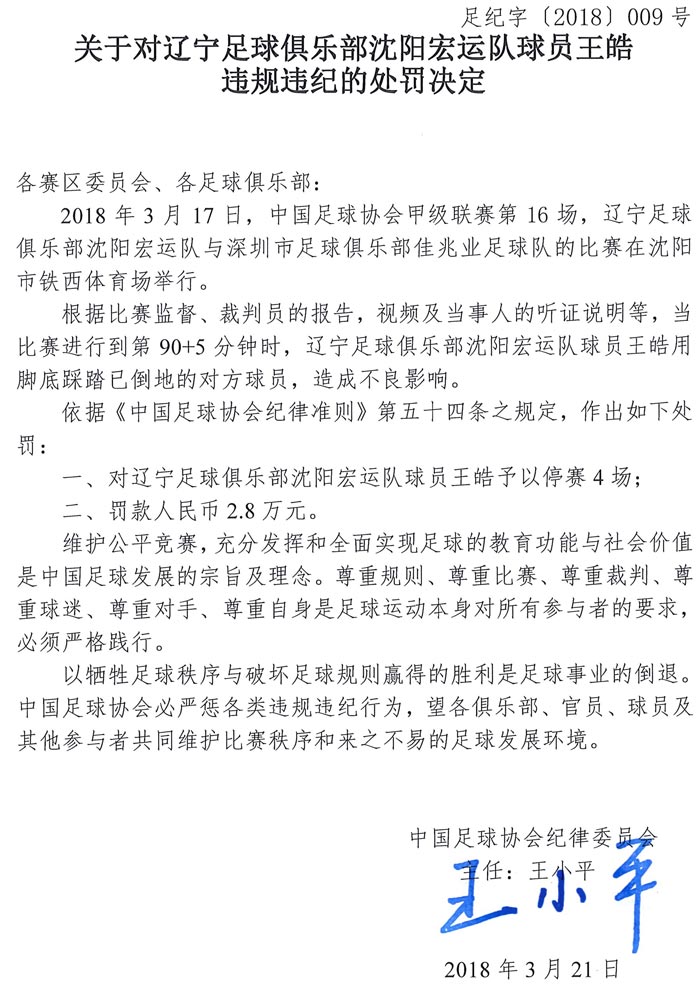 足纪字〔2018〕009 号
关于对辽宁足球俱乐部沈阳宏运队球员王皓
违规违纪的处罚决定
各赛区委员会、各足球俱乐部：
2018 年 3 月 17 日，中国足球协会甲级联赛第 16 场，辽宁足球
俱乐部沈阳宏运队与深圳市足球俱乐部佳兆业足球队的比赛在沈阳
市铁西体育场举行。
根据比赛监督、裁判员的报告，视频及当事人的听证说明等，当
比赛进行到第 90+5 分钟时，辽宁足球俱乐部沈阳宏运队球员王皓用
脚底踩踏已倒地的对方球员，造成不良影响。
依据《中国足球协会纪律准则》第五十四条之规定，作出如下处
罚：
一、对辽宁足球俱乐部沈阳宏运队球员王皓予以停赛 4 场；
二、罚款人民币 2.8 万元。
维护公平竞赛，充分发挥和全面实现足球的教育功能与社会价值
是中国足球发展的宗旨及理念。尊重规则、尊重比赛、尊重裁判、尊
重球迷、尊重对手、尊重自身是足球运动本身对所有参与者的要求，
必须严格践行。
以牺牲足球秩序与破坏足球规则赢得的胜利是足球事业的倒退。
中国足球协会必严惩各类违规违纪行为，望各俱乐部、官员、球员及
其他参与者共同维护比赛秩序和来之不易的足球发展环境。
中国足球协会纪律委员会
主任：王小平
王小平
2018 年 3 月 21 日